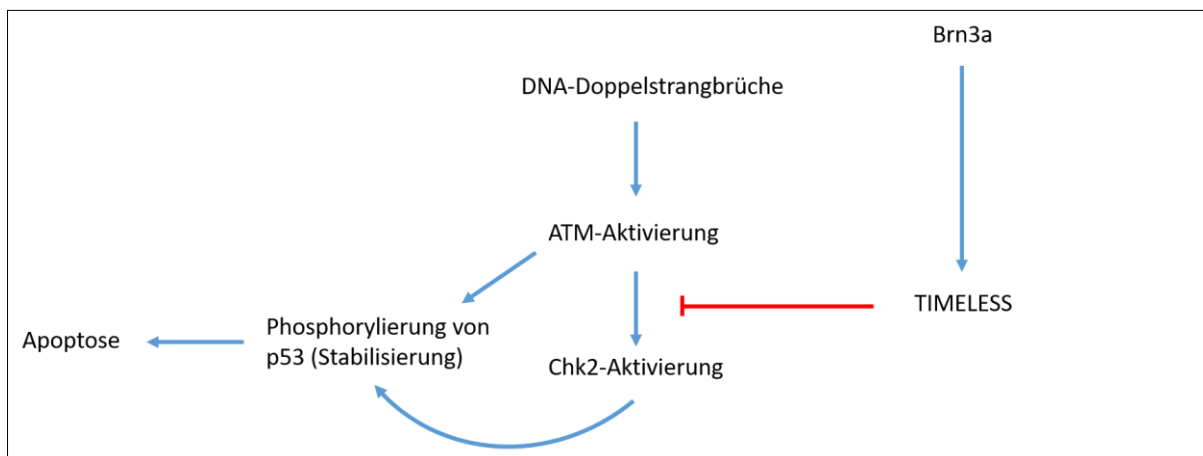 Brn3a
DNA-Doppelstrangbrüche
ATM-Aktivierung
TIMELESS
Apoptose
Phosphorylierung von
p53 (Stabilisierung)
Chk2-Aktivierung